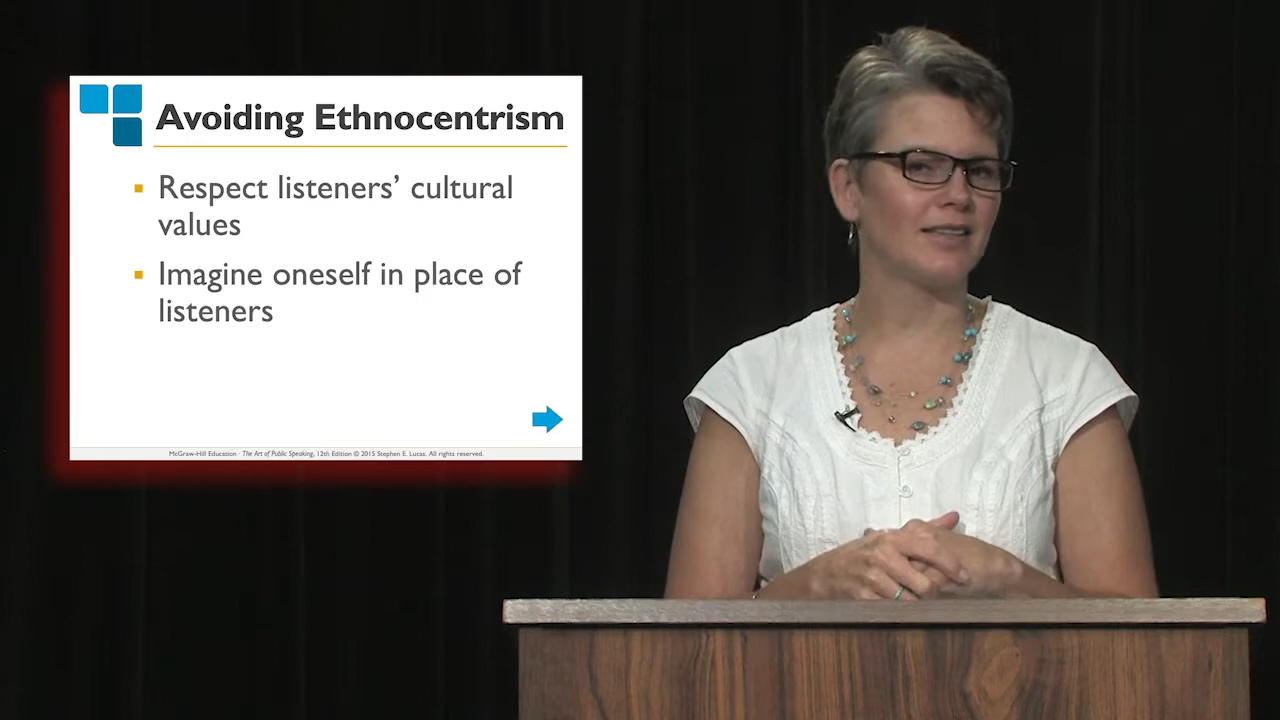 Avoiding Ethnocentrism
▪ Respect listeners’ cultural
values
▪ Imagine oneself in place of
listeners
McGraw-Hill Education · The Art of Public Speaking, 12th Edition © 2015 Stephen E. Lucas. All rights reserved.